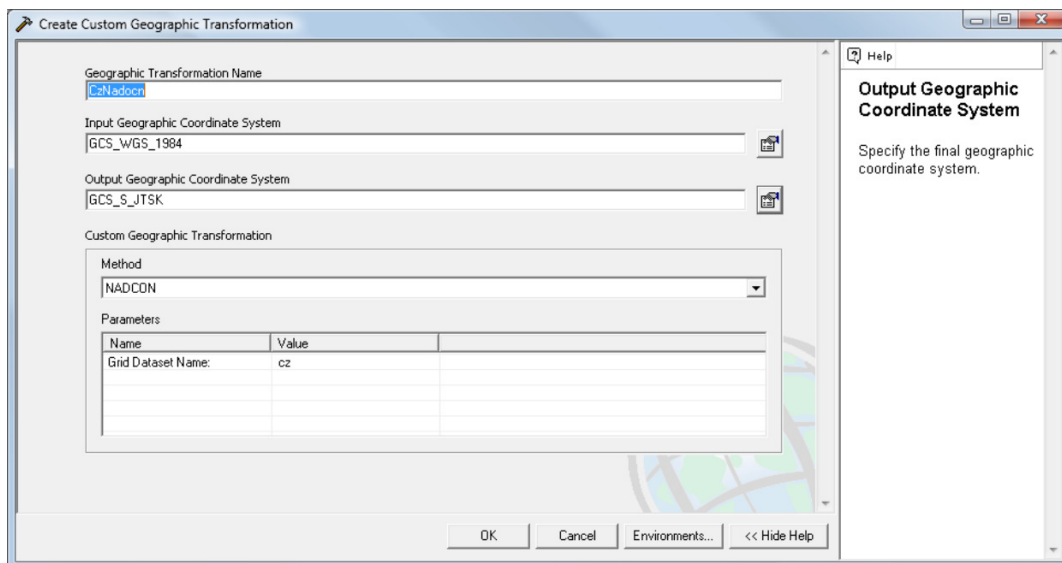 Create Custom Geographic Transformation
Geographic Transformation Name
CzNadocn
Input Geographic Coordinate System
GCS_WGS_1984
Output Geographic Coordinate System
GCS_S_JTSK
Custom Geographic Transformation
Method
NADCON
Parameters
Name Value
Grid Dataset Name: cz
OK Cancel Environments... << Hide Help
Help
Output Geographic
Coordinate System
Specify the final geographic
coordinate system.